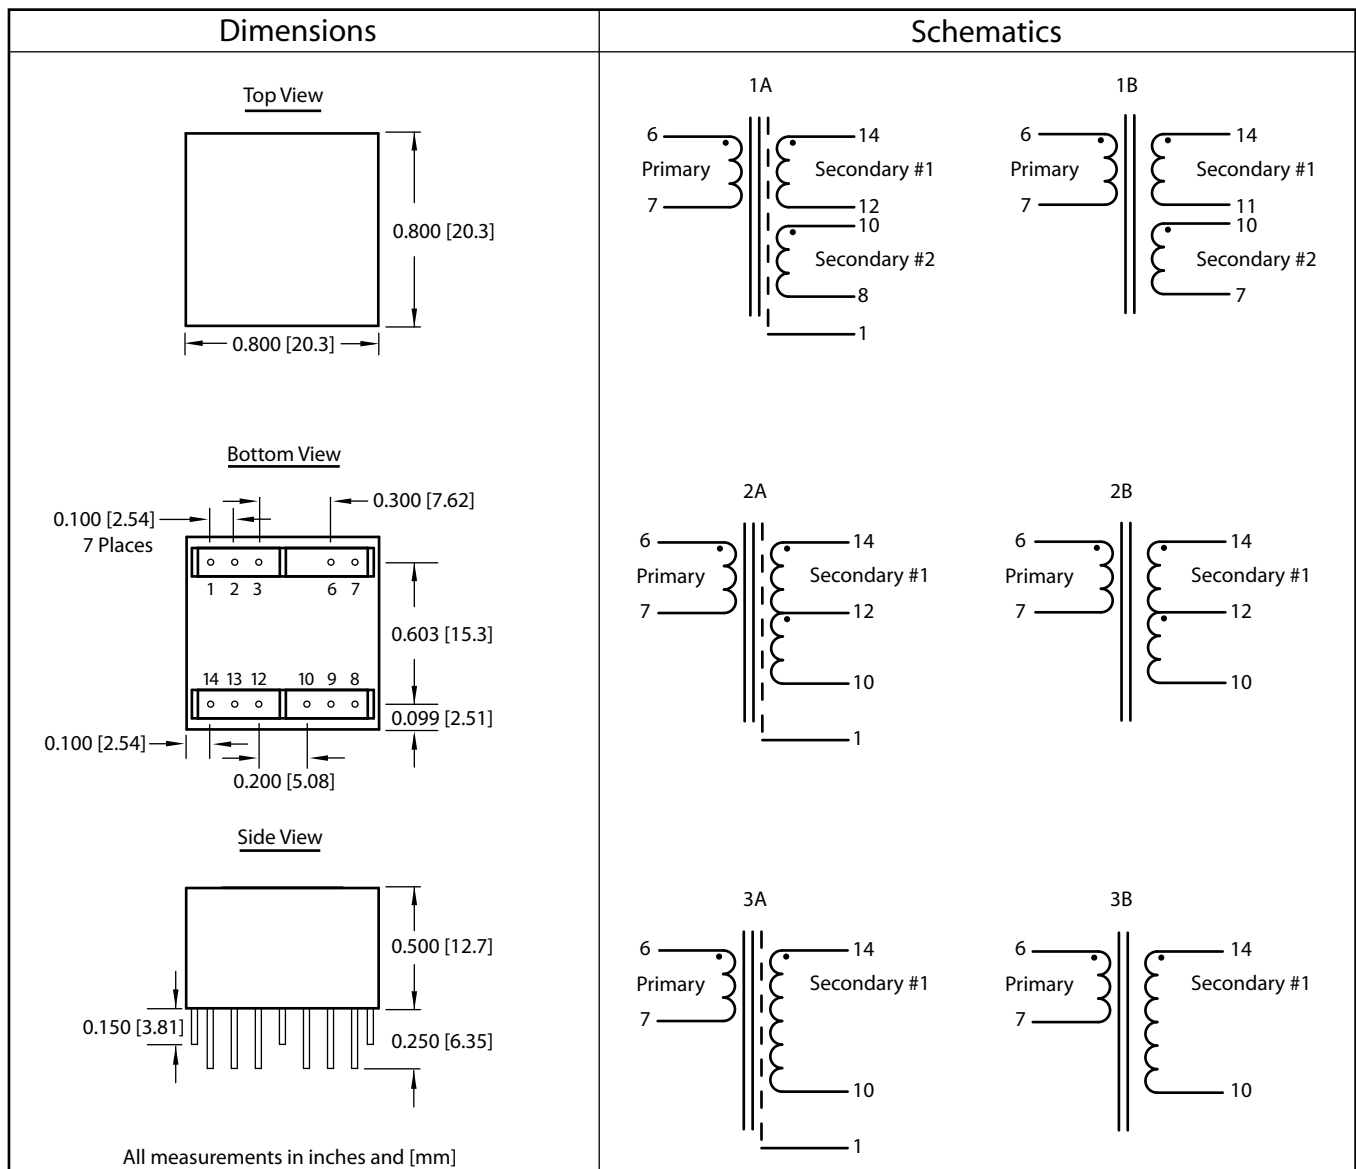 Dimensions
Schematics
Top View
0.800 [20.3]
0.800 [20.3]
Bottom View
0.300 [7.62]
0.100 [2.54]
7 Places
1 2 3 6 7
0.603 [15.3]
14 13 12 10 9 8
0.099 [2.51]
0.100 [2.54]
0.200 [5.08]
Side View
0.500 [12.7]
0.150 [3.81]
0.250 [6.35]
All measurements in inches and [mm]
1A
6
14
Primary
Secondary #1
7
12
10
Secondary #2
8
1
1B
6
14
Primary
Secondary #1
7
11
10
Secondary #2
7
2A
6
14
Primary
Secondary #1
7
12
10
1
2B
6
14
Primary
Secondary #1
7
12
10
3A
6
14
Primary
Secondary #1
7
10
1
3B
6
14
Primary
Secondary #1
7
10